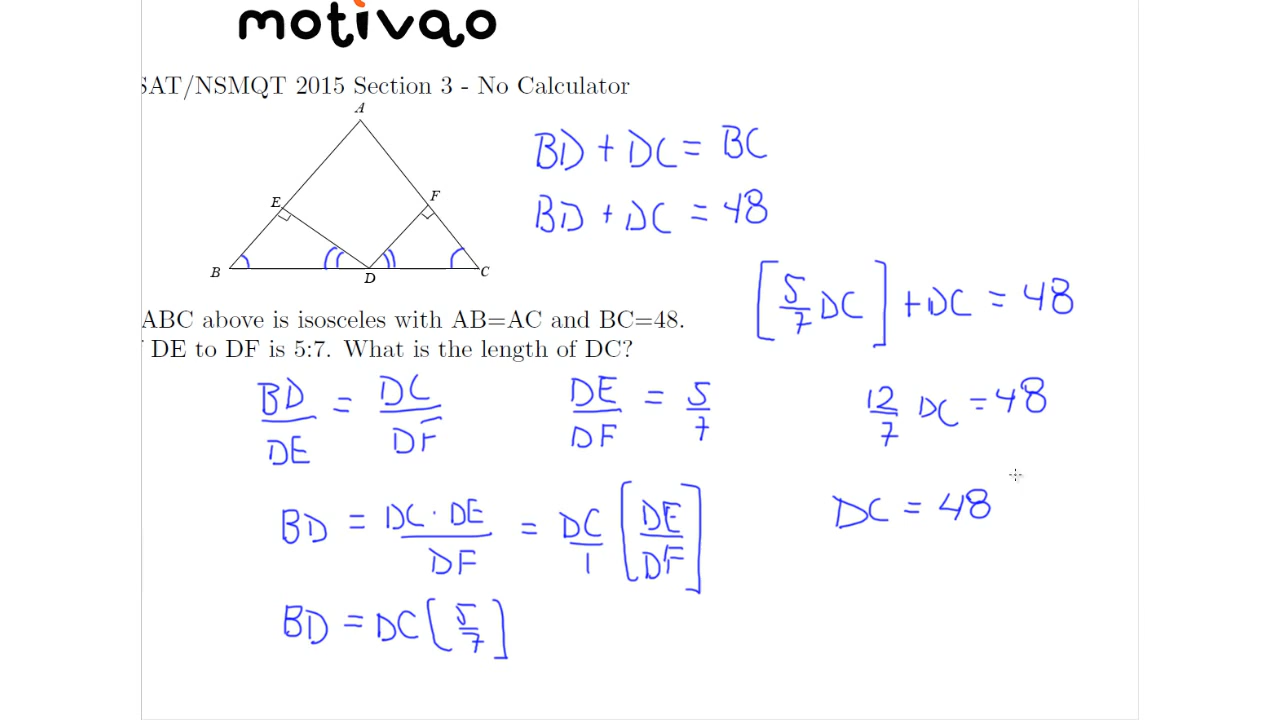 motivao
SAT/NSMQT 2015 Section 3 - No Calculator
A
E
F
B
D
C
ABC above is isosceles with AB=AC and BC=48.
DE to DF is 5:7. What is the length of DC?
BD + DC = BC
BD + DC = 48
[5/7 DC] + DC = 48
12/7 DC = 48
DC = 48
BD/DE = DC/DF
DE/DF = 5/7
BD = DC · DE/DF = DC/1 [DE/DF]
BD = DC [5/7]